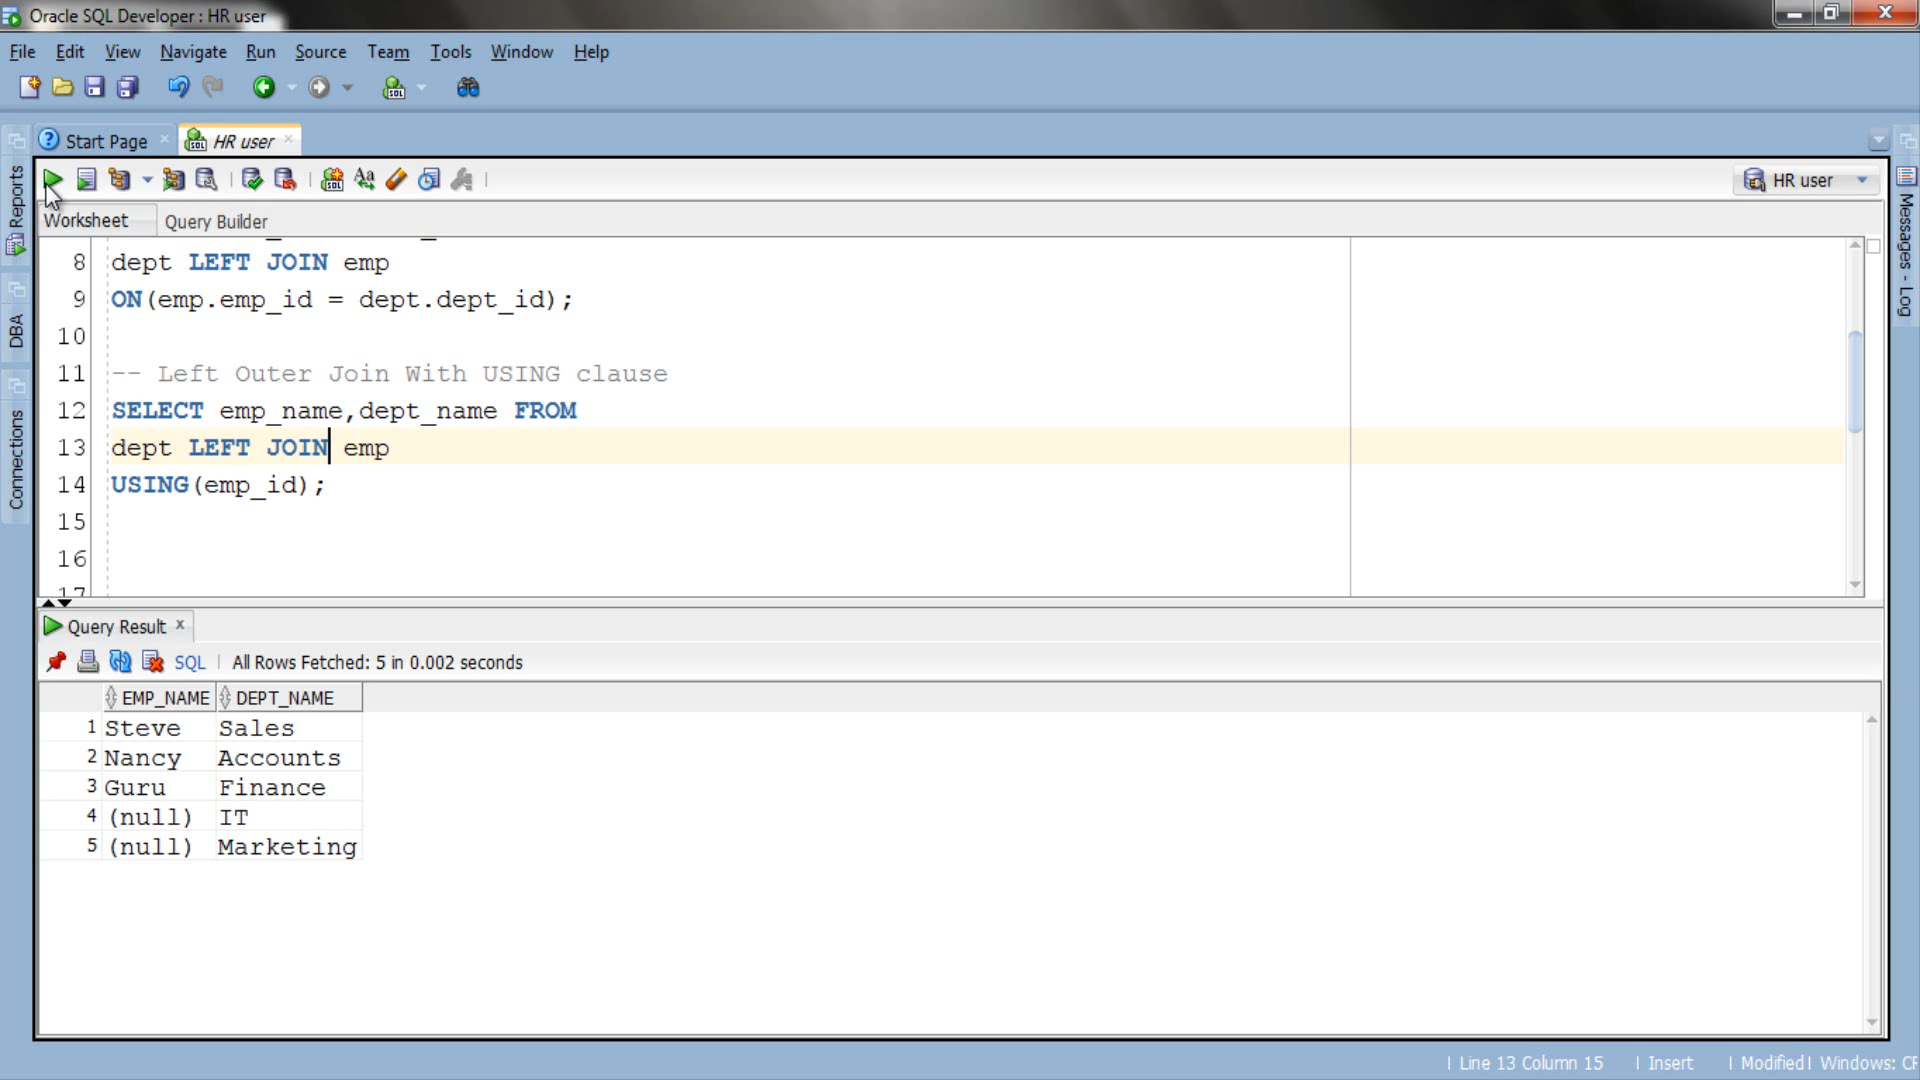 Oracle SQL Developer : HR user
File Edit View Navigate Run Source Team Tools Window Help
Start Page
HR user
HR user
Worksheet
Query Builder
8 dept LEFT JOIN emp
9 ON(emp.emp_id = dept.dept_id);
10
11 -- Left Outer Join With USING clause
12 SELECT emp_name,dept_name FROM
13 dept LEFT JOIN emp
14 USING(emp_id);
15
16
17
Query Result
SQL | All Rows Fetched: 5 in 0.002 seconds
EMP_NAME DEPT_NAME
1 Steve Sales
2 Nancy Accounts
3 Guru Finance
4 (null) IT
5 (null) Marketing
Reports
DBA
Connections
Messages - Log
| Line 13 Column 15 | Insert | Modified | Windows: CR